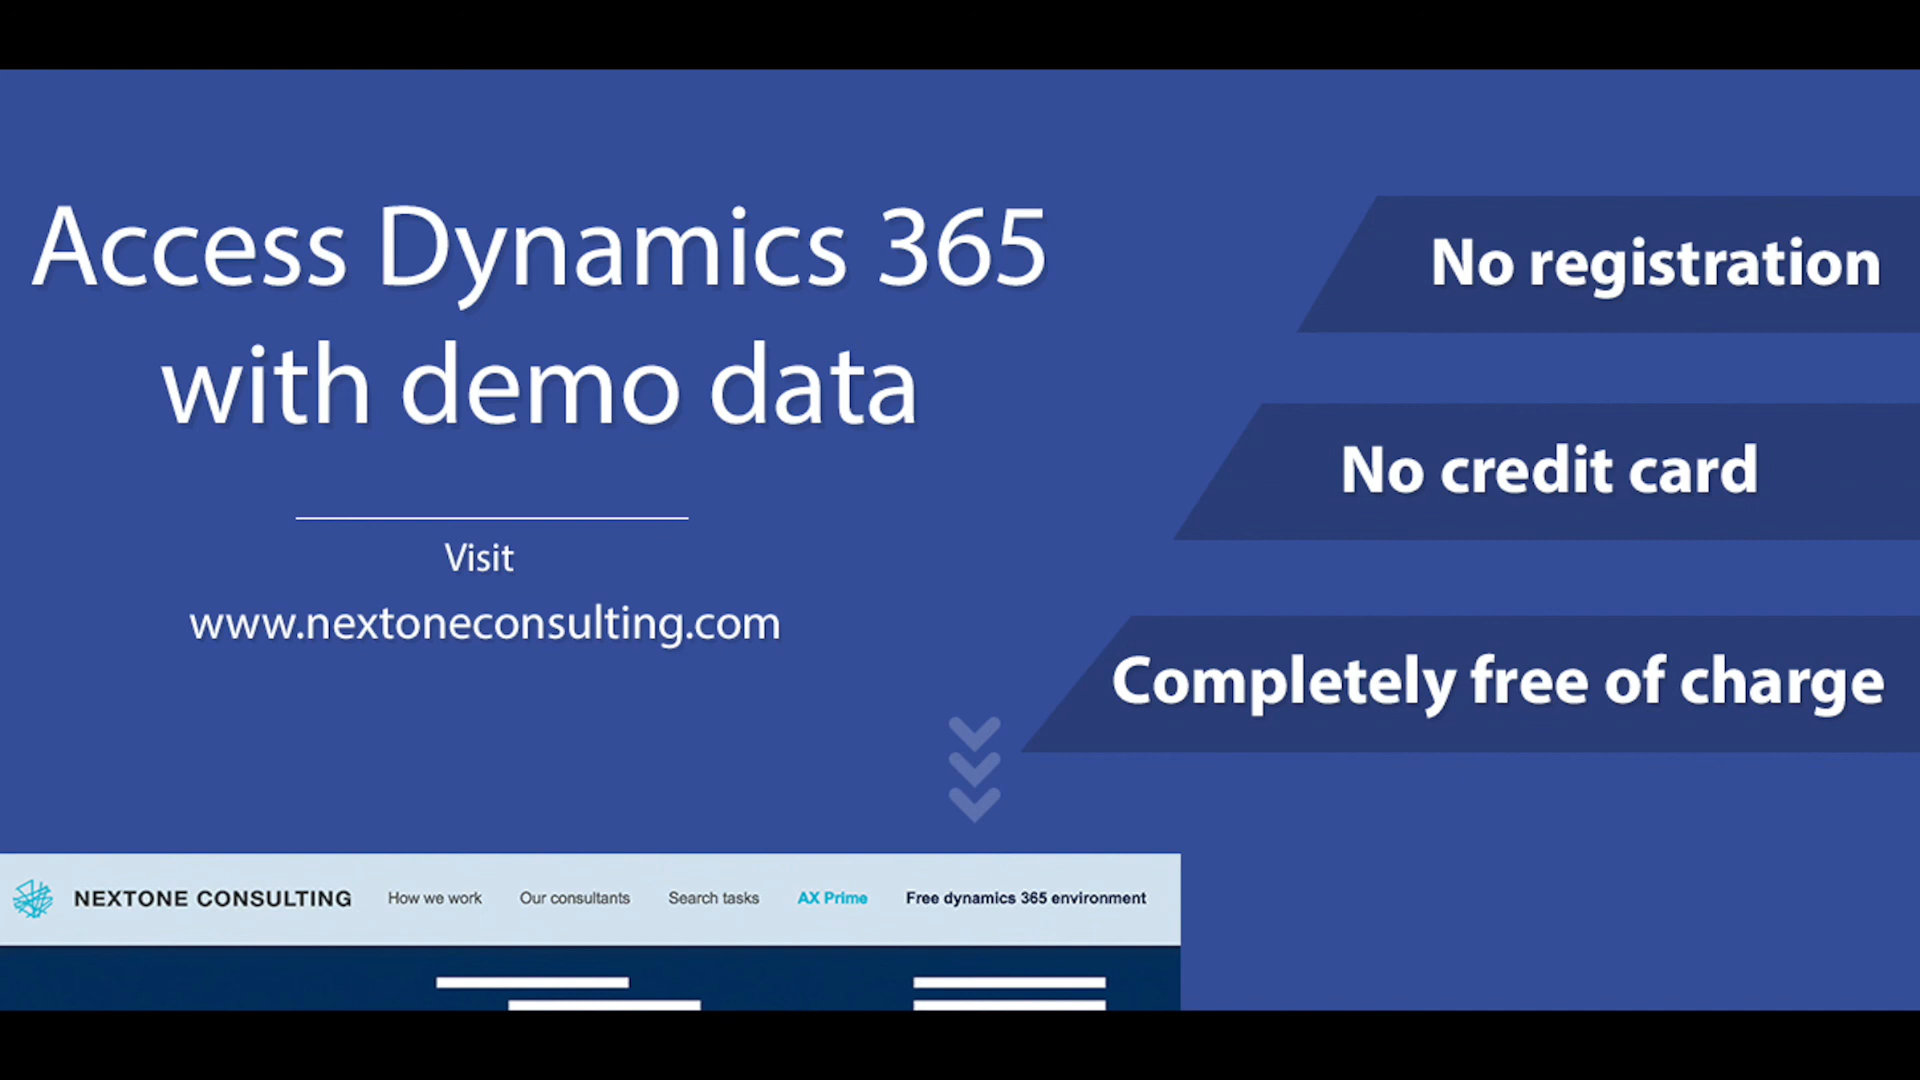 Access Dynamics 365
with demo data
Visit
www.nextoneconsulting.com
No registration
No credit card
Completely free of charge
NEXTONE CONSULTING How we work Our consultants Search tasks AX Prime Free dynamics 365 environment